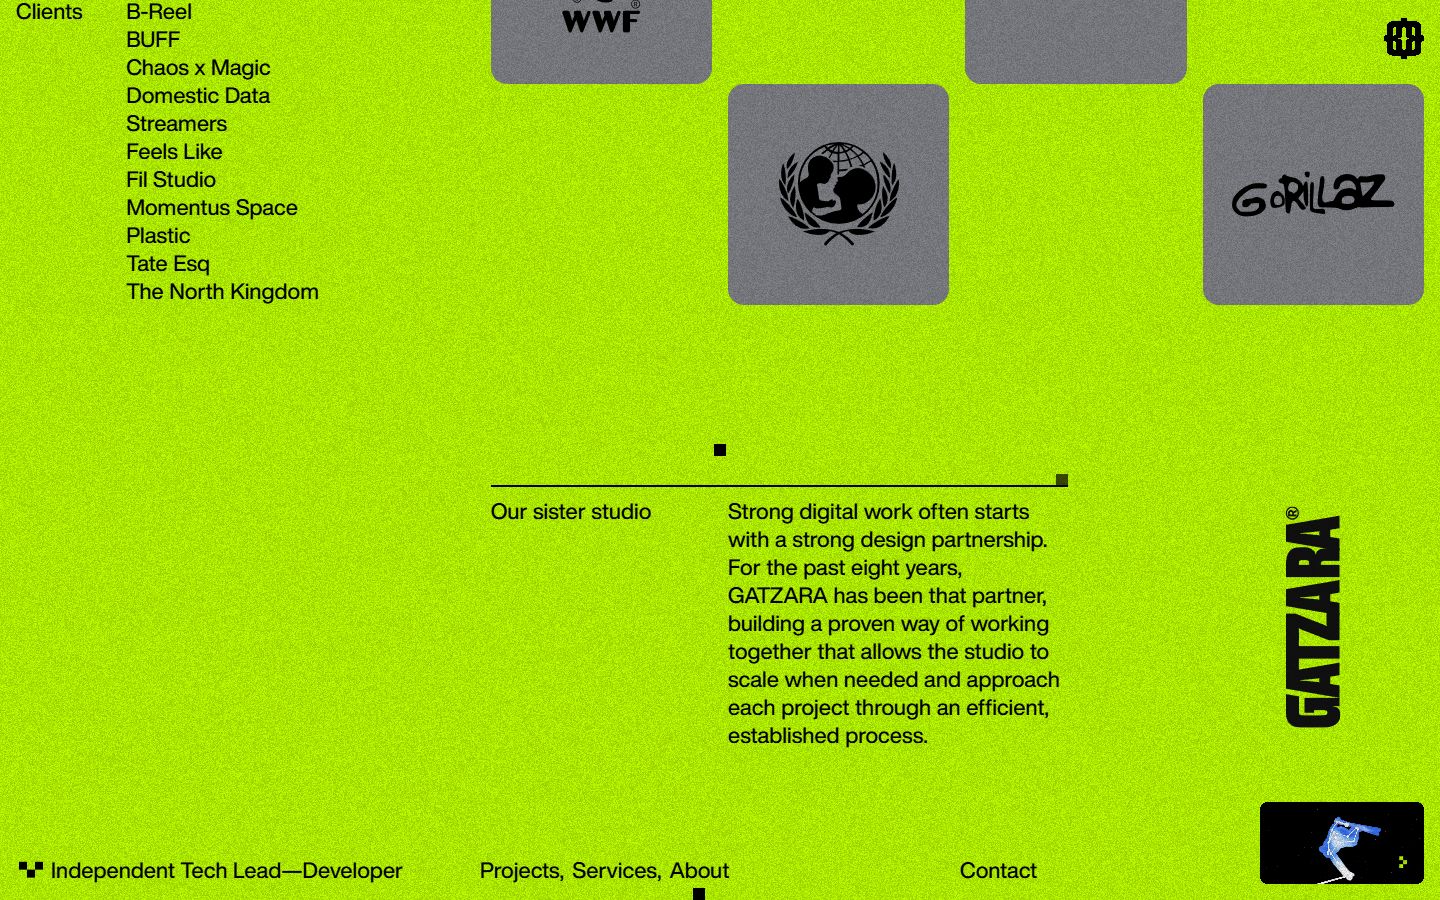 Clients
B-Reel
BUFF
Chaos x Magic
Domestic Data
Streamers
Feels Like
Fil Studio
Momentus Space
Plastic
Tate Esq
The North Kingdom
WWF®
GORiLLAZ
Our sister studio
Strong digital work often starts
with a strong design partnership.
For the past eight years,
GATZARA has been that partner,
building a proven way of working
together that allows the studio to
scale when needed and approach
each project through an efficient,
established process.
GATZARA®
Independent Tech Lead—Developer
Projects, Services, About
Contact